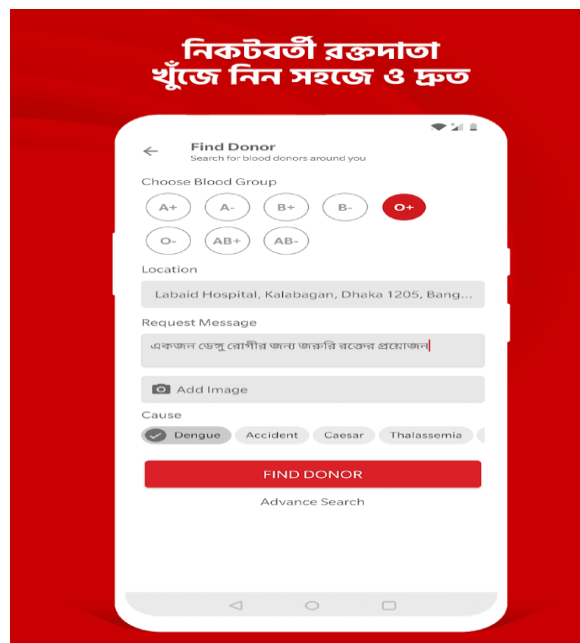 নিকটবর্তী রক্তদাতা
খুঁজে নিন সহজে ও দ্রুত
Find Donor
Search for blood donors around you
Choose Blood Group
A+ A- B+ B- O+
O- AB+ AB-
Location
Labaid Hospital, Kalabagan, Dhaka 1205, Bang...
Request Message
একজন ডেঙ্গু রোগীর জন্য জরুরি রক্তের প্রয়োজন
Add Image
Cause
Dengue Accident Caesar Thalassemia
FIND DONOR
Advance Search